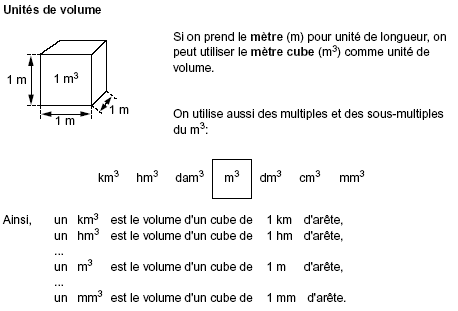 Unités de volume
Si on prend le mètre (m) pour unité de longueur, on
peut utiliser le mètre cube (m³) comme unité de
volume.
1 m
1 m³
1 m
1 m
On utilise aussi des multiples et des sous-multiples
du m³:
km³ hm³ dam³ m³ dm³ cm³ mm³
Ainsi, un km³ est le volume d'un cube de 1 km d'arête,
un hm³ est le volume d'un cube de 1 hm d'arête,
...
un m³ est le volume d'un cube de 1 m d'arête,
...
un mm³ est le volume d'un cube de 1 mm d'arête.